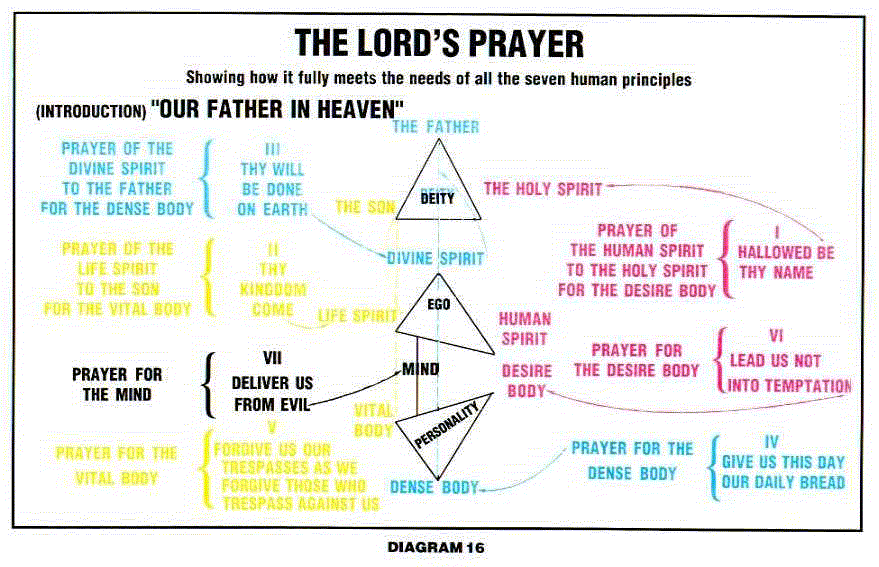 THE LORD'S PRAYER
Showing how it fully meets the needs of all the seven human principles
(INTRODUCTION) "OUR FATHER IN HEAVEN"
THE FATHER
PRAYER OF THE
DIVINE SPIRIT
TO THE FATHER
FOR THE DENSE BODY
III
THY WILL
BE DONE
ON EARTH
DEITY
THE SON
THE HOLY SPIRIT
PRAYER OF
THE HUMAN SPIRIT
TO THE HOLY SPIRIT
FOR THE DESIRE BODY
I
HALLOWED BE
THY NAME
DIVINE SPIRIT
PRAYER OF THE
LIFE SPIRIT
TO THE SON
FOR THE VITAL BODY
II
THY
KINGDOM
COME
LIFE SPIRIT
EGO
HUMAN
SPIRIT
PRAYER FOR
THE DESIRE BODY
VI
LEAD US NOT
INTO TEMPTATION
PRAYER FOR
THE MIND
VII
DELIVER US
FROM EVIL
MIND
DESIRE
BODY
VITAL
BODY
PERSONALITY
PRAYER FOR THE
VITAL BODY
V
FORGIVE US OUR
TRESPASSES AS WE
FORGIVE THOSE WHO
TRESPASS AGAINST US
DENSE BODY
PRAYER FOR THE
DENSE BODY
IV
GIVE US THIS DAY
OUR DAILY BREAD
DIAGRAM 16